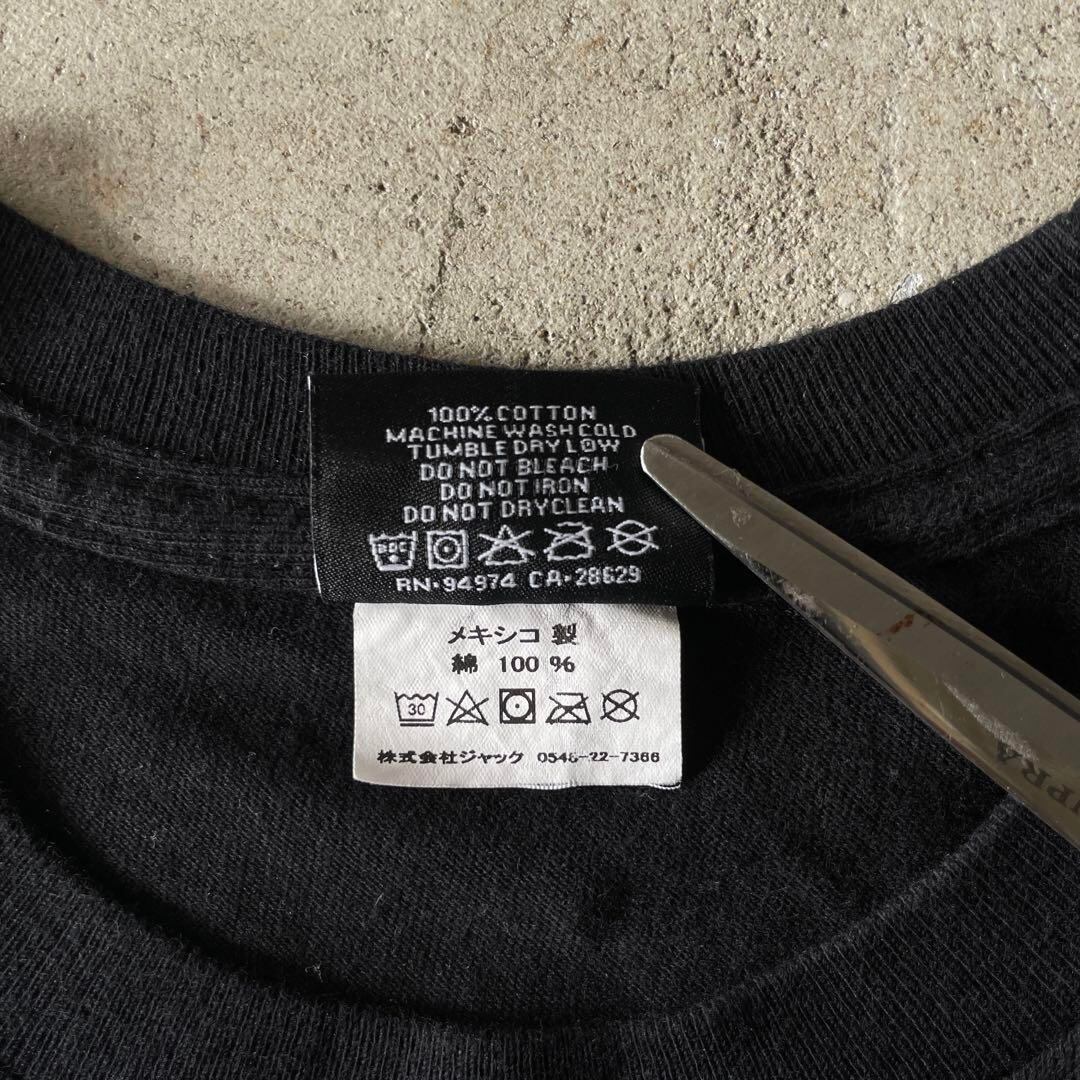 100% COTTON
MACHINE WASH COLD
TUMBLE DRY LOW
DO NOT BLEACH
DO NOT IRON
DO NOT DRYCLEAN
RN•94974 CA•28629
メキシコ 製
綿 100 %
30
株式会社ジャック 0548-22-7366